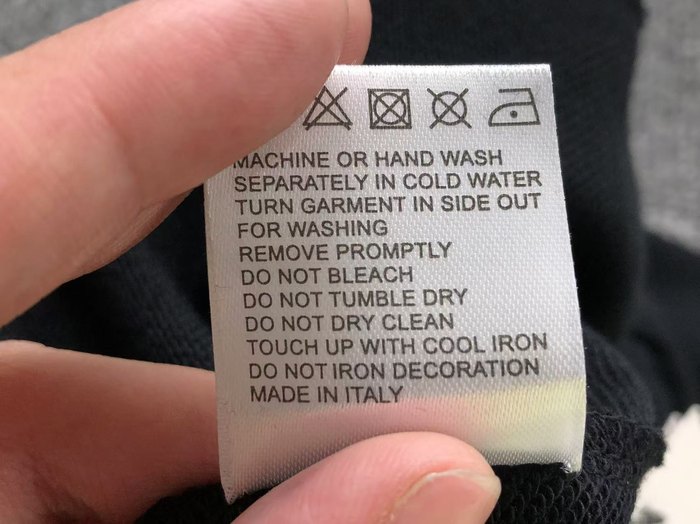 MACHINE OR HAND WASH
SEPARATELY IN COLD WATER
TURN GARMENT IN SIDE OUT
FOR WASHING
REMOVE PROMPTLY
DO NOT BLEACH
DO NOT TUMBLE DRY
DO NOT DRY CLEAN
TOUCH UP WITH COOL IRON
DO NOT IRON DECORATION
MADE IN ITALY